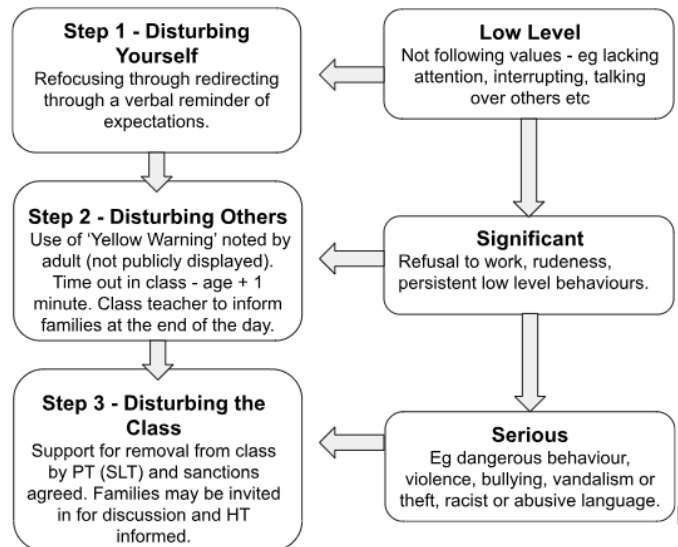 Step 1 - Disturbing
Yourself
Refocusing through redirecting
through a verbal reminder of
expectations.
Low Level
Not following values - eg lacking
attention, interrupting, talking
over others etc
Step 2 - Disturbing Others
Use of ‘Yellow Warning’ noted by
adult (not publicly displayed).
Time out in class - age + 1
minute. Class teacher to inform
families at the end of the day.
Significant
Refusal to work, rudeness,
persistent low level behaviours.
Step 3 - Disturbing the
Class
Support for removal from class
by PT (SLT) and sanctions
agreed. Families may be invited
in for discussion and HT
informed.
Serious
Eg dangerous behaviour,
violence, bullying, vandalism or
theft, racist or abusive language.